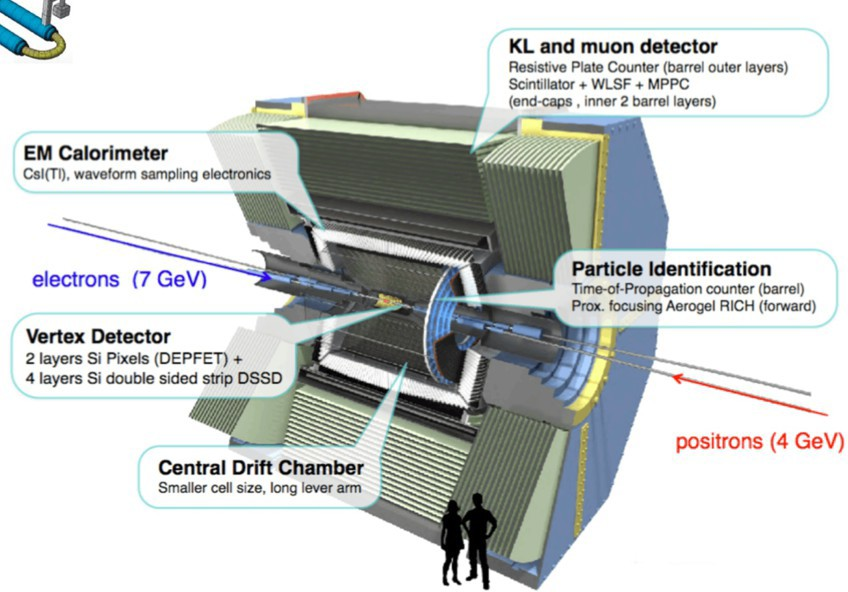 KL and muon detector
Resistive Plate Counter (barrel outer layers)
Scintillator + WLSF + MPPC
(end-caps , inner 2 barrel layers)
EM Calorimeter
CsI(Tl), waveform sampling electronics
electrons (7 GeV)
Particle Identification
Time-of-Propagation counter (barrel)
Prox. focusing Aerogel RICH (forward)
Vertex Detector
2 layers Si Pixels (DEPFET) +
4 layers Si double sided strip DSSD
positrons (4 GeV)
Central Drift Chamber
Smaller cell size, long lever arm